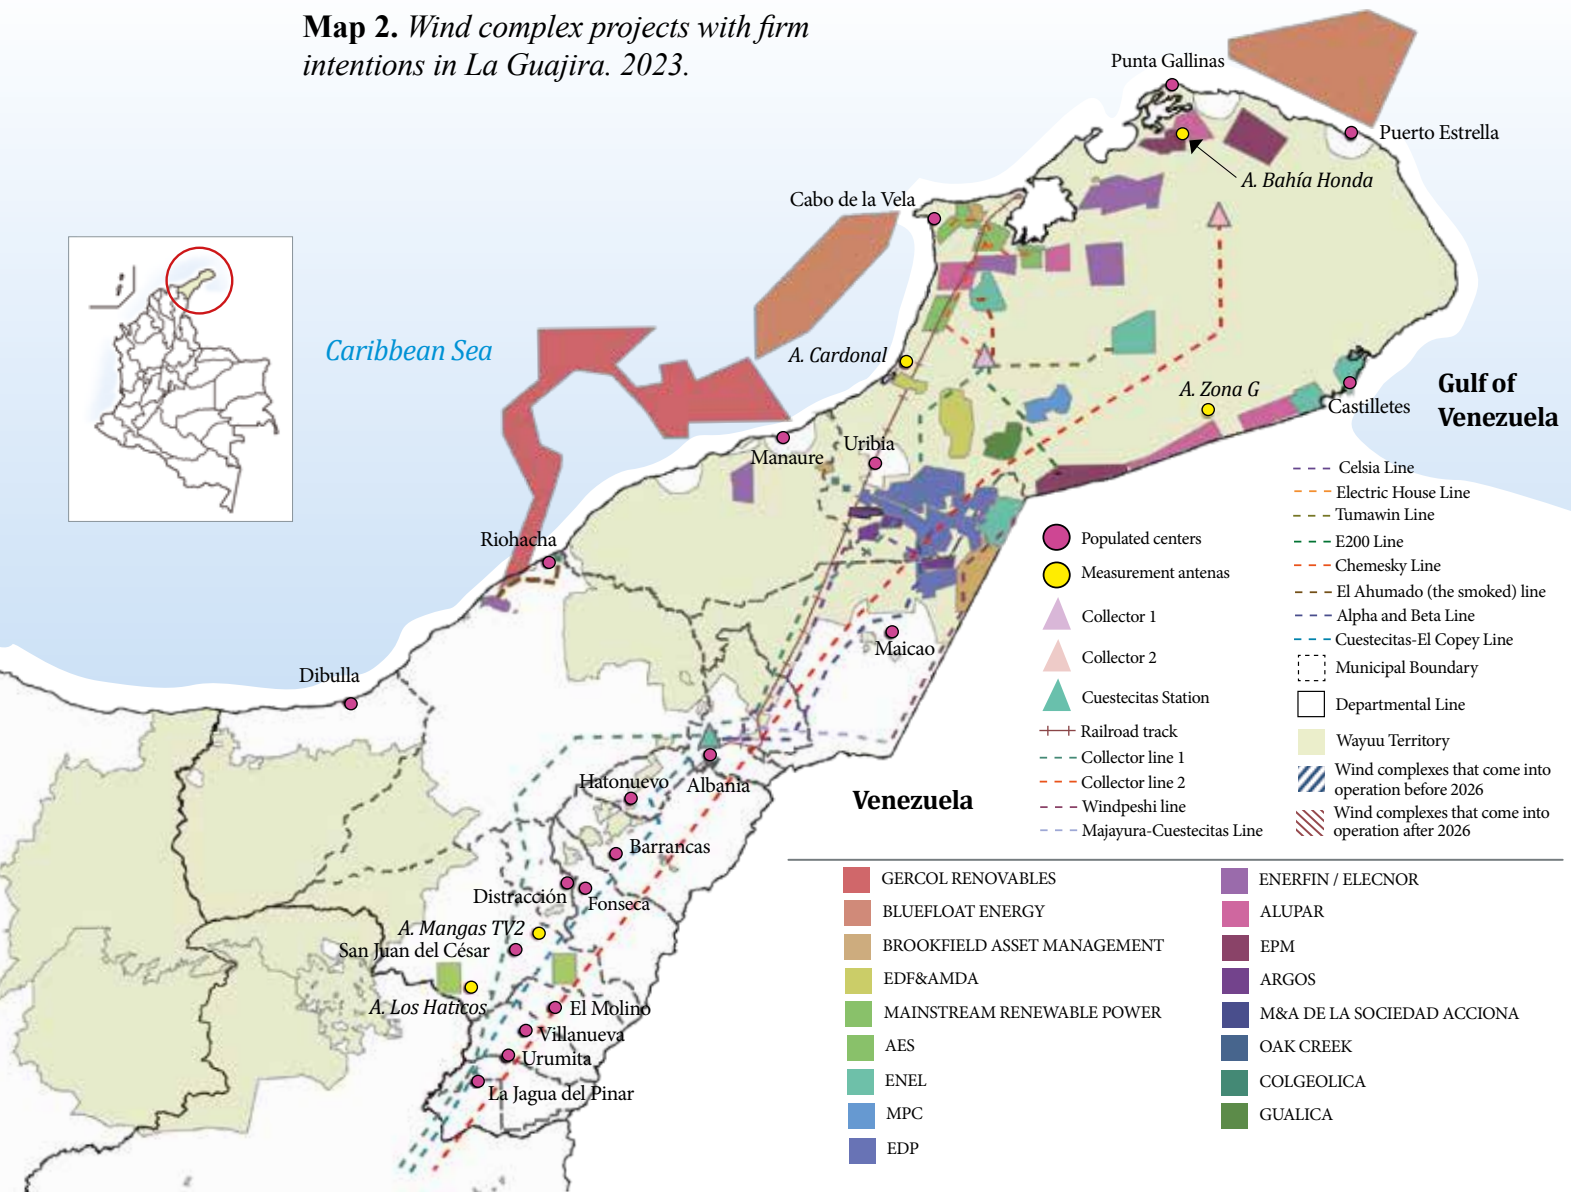 Map 2. Wind complex projects with firm
intentions in La Guajira. 2023.
Punta Gallinas
Puerto Estrella
A. Bahía Honda
Cabo de la Vela
Caribbean Sea
A. Cardonal
A. Zona G
Gulf of
Venezuela
Castilletes
Manaure
Uribia
Riohacha
Maicao
Dibulla
Albania
Hatonuevo
Barrancas
Distracción
Fonseca
A. Mangas TV2
San Juan del César
A. Los Haticos
El Molino
Villanueva
Urumita
La Jagua del Pinar
Venezuela
Populated centers
Measurement antenas
Collector 1
Collector 2
Cuestecitas Station
Railroad track
Collector line 1
Collector line 2
Windpeshi line
Majayura-Cuestecitas Line
Celsia Line
Electric House Line
Tumawin Line
E200 Line
Chemesky Line
El Ahumado (the smoked) line
Alpha and Beta Line
Cuestecitas-El Copey Line
Municipal Boundary
Departmental Line
Wayuu Territory
Wind complexes that come into
operation before 2026
Wind complexes that come into
operation after 2026
GERCOL RENOVABLES
BLUEFLOAT ENERGY
BROOKFIELD ASSET MANAGEMENT
EDF&AMDA
MAINSTREAM RENEWABLE POWER
AES
ENEL
MPC
EDP
ENERFIN / ELECNOR
ALUPAR
EPM
ARGOS
M&A DE LA SOCIEDAD ACCIONA
OAK CREEK
COLGEOLICA
GUALICA